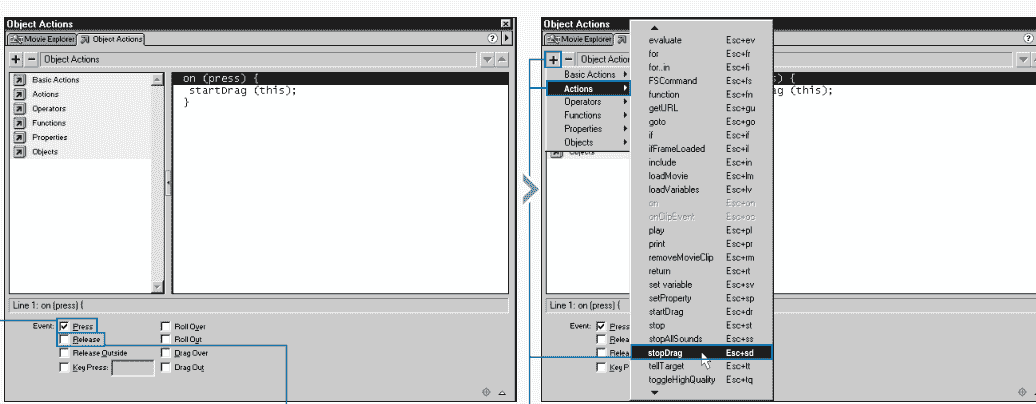 Object Actions
Movie Explorer Object Actions
+ − Object Actions
Basic Actions
Actions
Operators
Functions
Properties
Objects
on (press) {
startDrag (this);
}
Line 1: on (press) {
Event: Press
Release
Release Outside
Key Press:
Roll Over
Roll Out
Drag Over
Drag Out
Object Actions
Movie Explorer
+ − Object Action
Basic Actions
Actions
Operators
Functions
Properties
Objects
Objects
s) {
ag (this);
evaluate Esc+ev
for Esc+fr
for..in Esc+fi
FSCommand Esc+fs
function Esc+fn
getURL Esc+gu
goto Esc+go
if Esc+if
ifFrameLoaded Esc+il
include Esc+in
loadMovie Esc+lm
loadVariables Esc+lv
on Esc+on
onClipEvent Esc+oc
play Esc+pl
print Esc+pr
removeMovieClip Esc+rm
return Esc+rt
set variable Esc+sv
setProperty Esc+sp
startDrag Esc+dr
stop Esc+st
stopAllSounds Esc+ss
stopDrag Esc+sd
tellTarget Esc+tt
toggleHighQuality Esc+tq
Line 1: on (press) {
Event: Press
Relea
Relea
Key P